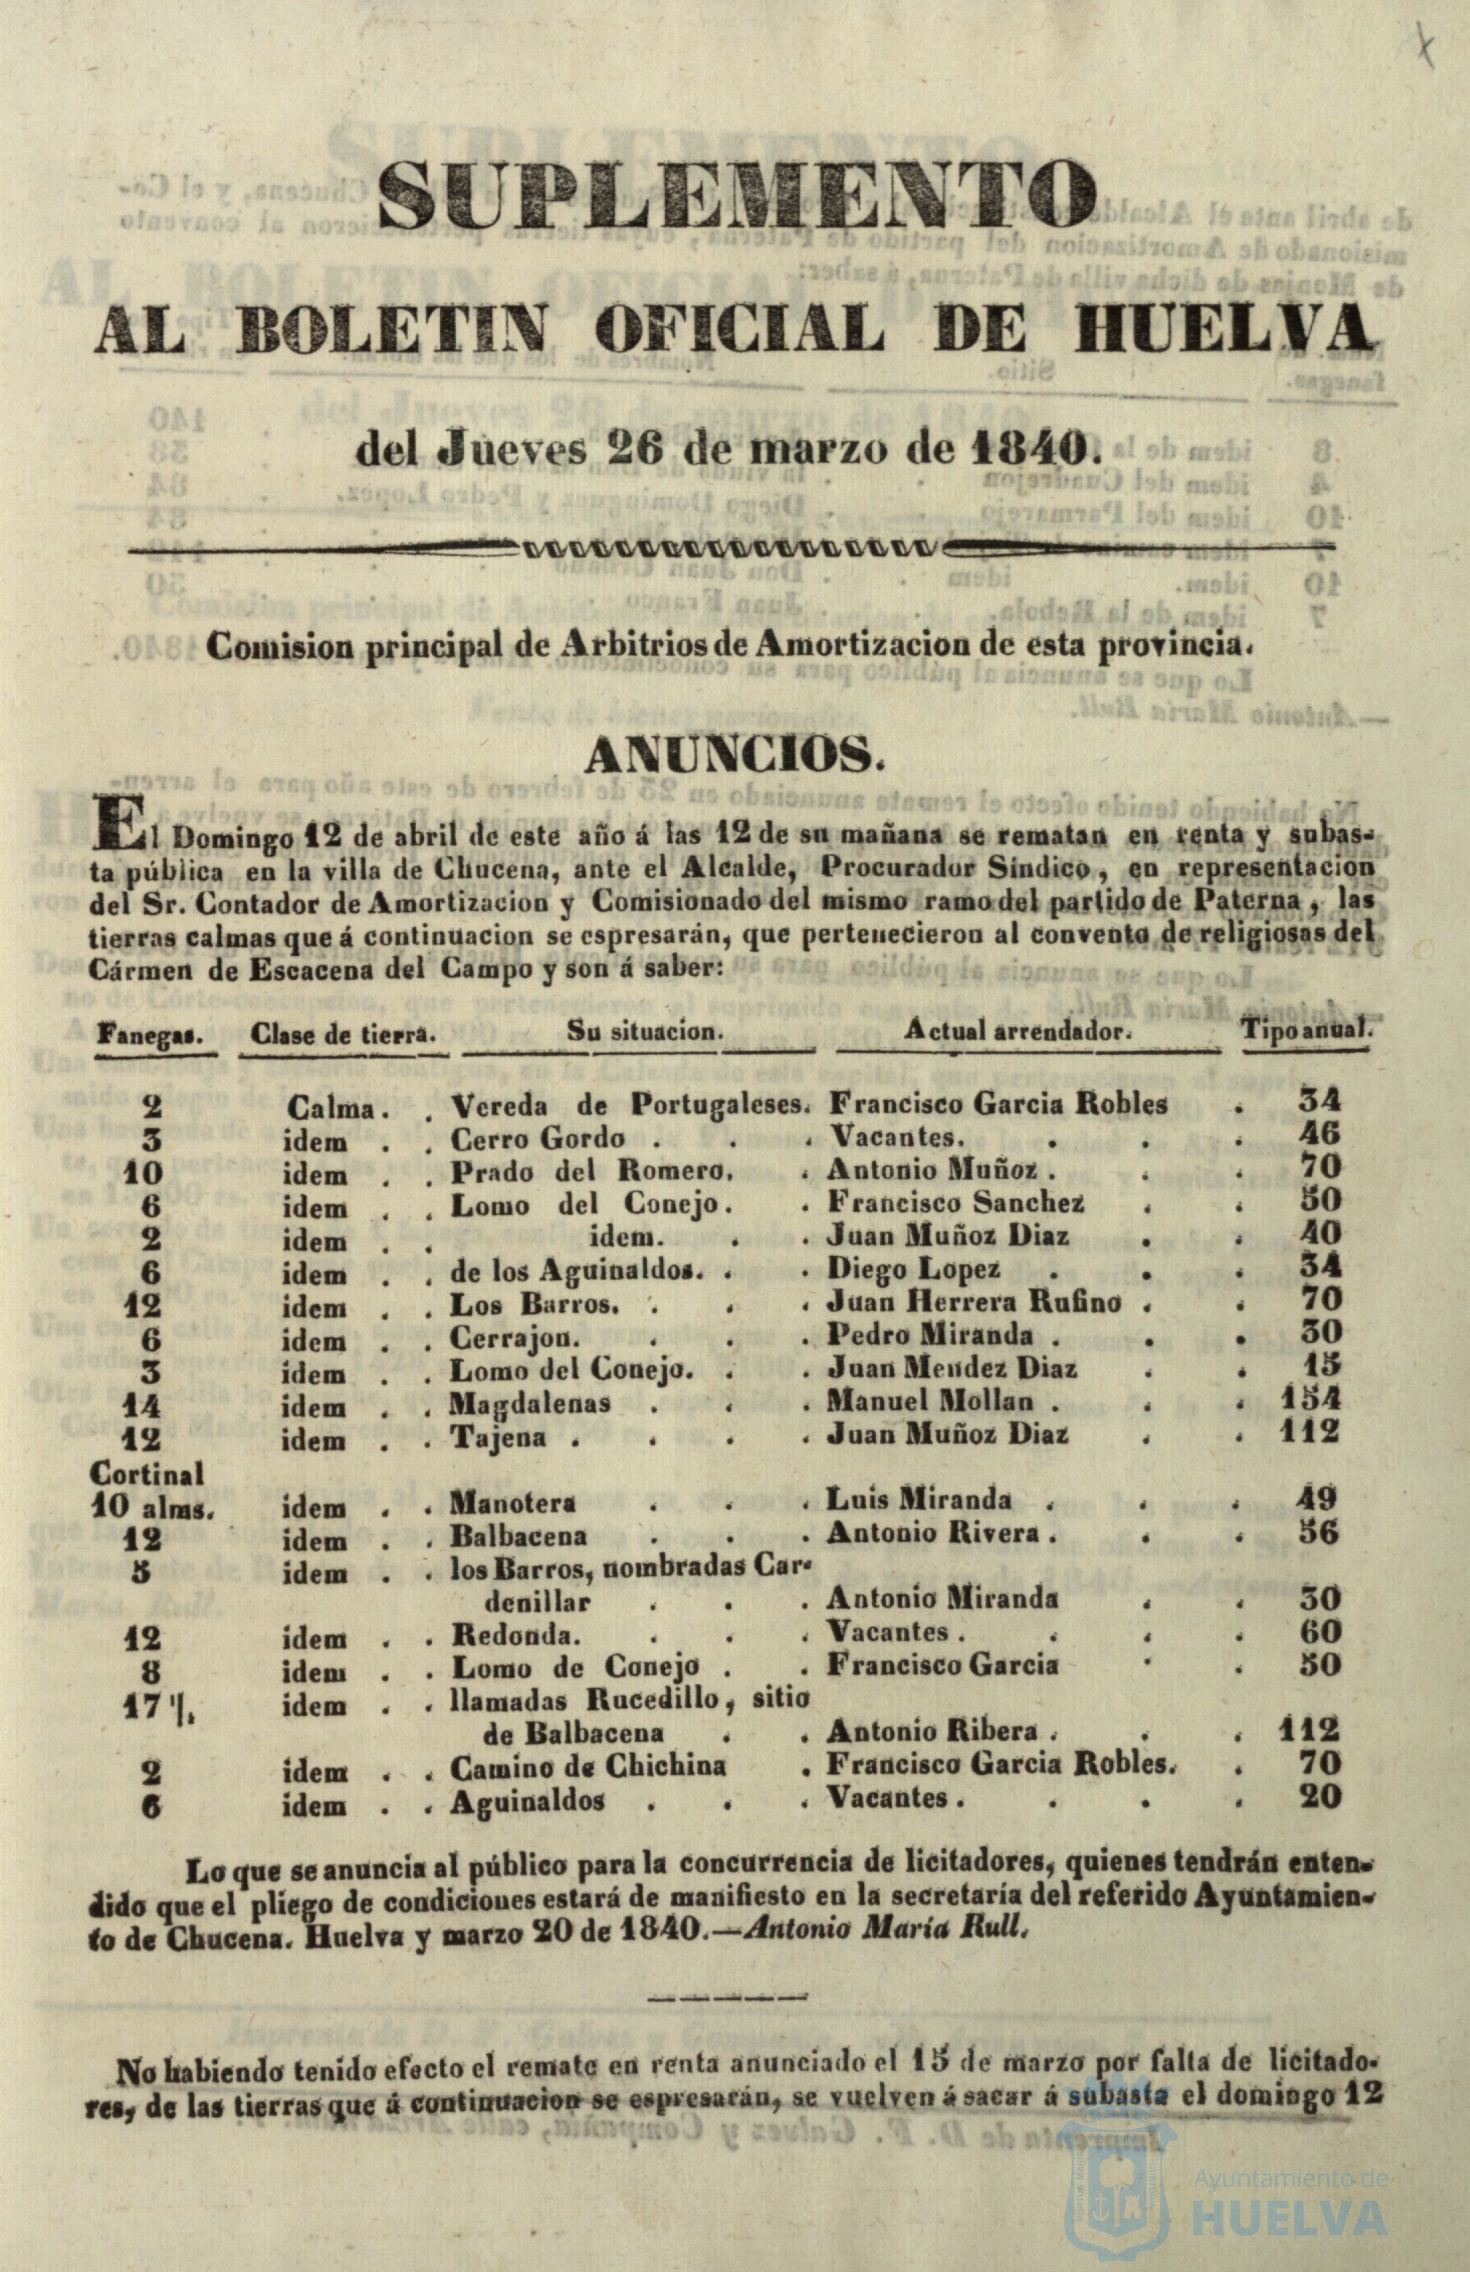 SUPLEMENTO
AL BOLETIN OFICIAL DE HUELVA
del Jueves 26 de marzo de 1840.
Comision principal de Arbitrios de Amortizacion de esta provincia.
ANUNCIOS.
El Domingo 12 de abril de este año á las 12 de su mañana se rematan en renta y subas-
ta pública en la villa de Chucena, ante el Alcalde, Procurador Síndico, en representacion
del Sr. Contador de Amortizacion y Comisionado del mismo ramo del partido de Paterna, las
tierras calmas que á continuacion se espresarán, que pertenecieron al convento de religiosas del
Cármen de Escacena del Campo y son á saber:
Fanegas. Clase de tierra. Su situacion. Actual arrendador. Tipo anual.
2 Calma. . Vereda de Portugaleses. Francisco Garcia Robles . 34
3 idem . . Cerro Gordo . . . Vacantes. . . . 46
10 idem . . Prado del Romero. . Antonio Muñoz . . . 70
6 idem . . Lomo del Conejo. . Francisco Sanchez . . 50
2 idem . . idem. . . Juan Muñoz Diaz . . 40
6 idem . . de los Aguinaldos. . . Diego Lopez . . . 34
12 idem . . Los Barros. . . . Juan Herrera Rufino . . 70
6 idem . . Cerrajon. . . . Pedro Miranda . . . 30
3 idem . . Lomo del Conejo. . . Juan Mendez Diaz . . 15
14 idem . . Magdalenas . . . Manuel Mollan . . . 154
12 idem . . Tajena . . . . Juan Muñoz Diaz . . 112
Cortinal
10 alms. idem . . Manotera . . . Luis Miranda . . . 49
12 idem . . Balbacena . . . Antonio Rivera . . . 56
5 idem . . los Barros, nombradas Car-
denillar . . . Antonio Miranda . . 30
12 idem . . Redonda. . . . Vacantes . . . . 60
8 idem . . Lomo de Conejo . . Francisco Garcia . . 50
17 idem . . llamadas Rucedillo, sitio
de Balbacena . . Antonio Ribera . . . 112
2 idem . . Camino de Chichina . Francisco Garcia Robles. . 70
6 idem . . Aguinaldos . . . Vacantes . . . . 20
Lo que se anuncia al público para la concurrencia de licitadores, quienes tendrán enten-
dido que el pliego de condiciones estará de manifiesto en la secretaría del referido Ayuntamien-
to de Chucena. Huelva y marzo 20 de 1840.—Antonio María Rull.
No habiendo tenido efecto el remate en renta anunciado el 15 de marzo por falta de licitado-
res, de las tierras que á continuacion se espresarán, se vuelven á sacar á subasta el domingo 12
Ayuntamiento de
HUELVA